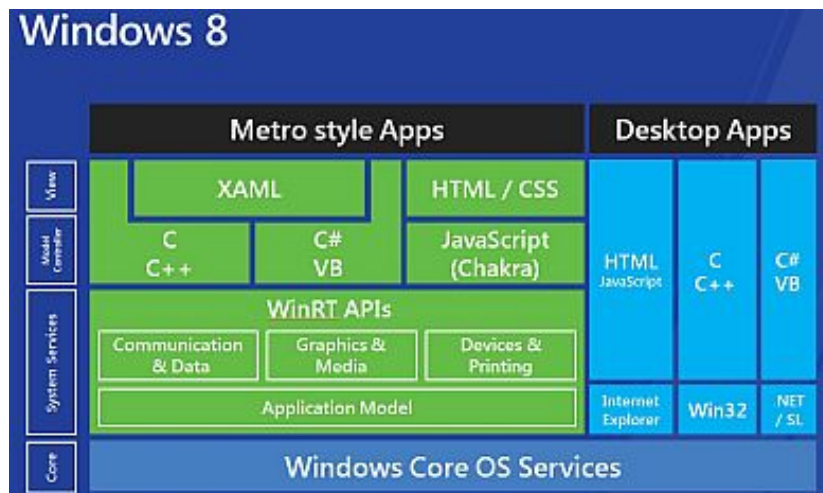 Windows 8
Metro style Apps
Desktop Apps
View
XAML
HTML / CSS
Model
Controller
C
C++
C#
VB
JavaScript
(Chakra)
HTML
JavaScript
C
C++
C#
VB
System Services
WinRT APIs
Communication
& Data
Graphics &
Media
Devices &
Printing
Application Model
Internet
Explorer
Win32
.NET
/ SL
Core
Windows Core OS Services